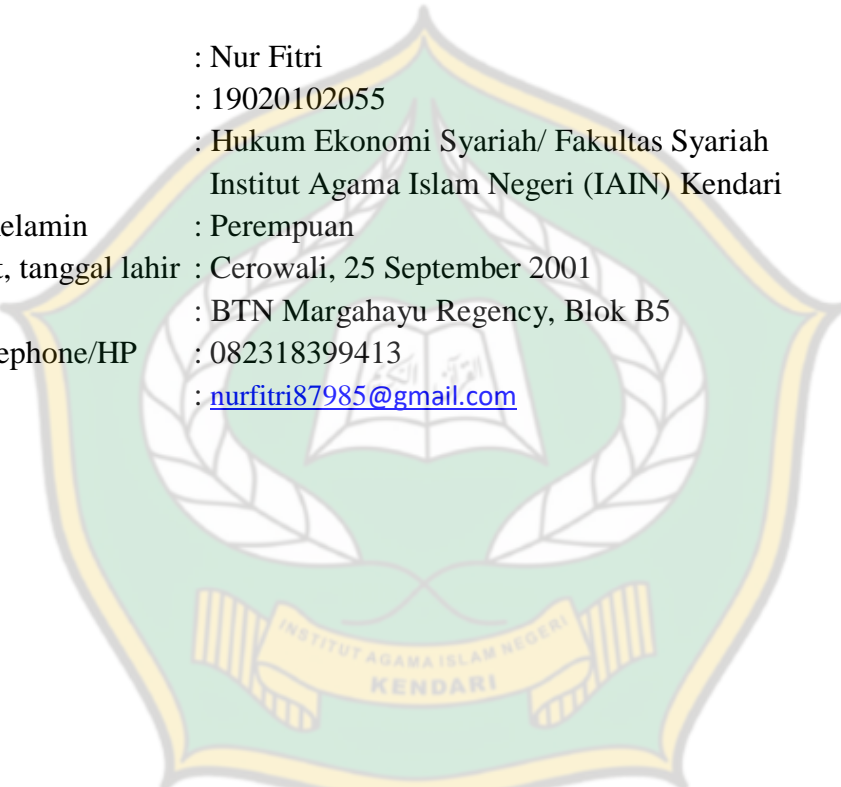 : Nur Fitri
: 19020102055
: Hukum Ekonomi Syariah/ Fakultas Syariah
Institut Agama Islam Negeri (IAIN) Kendari
elamin : Perempuan
, tanggal lahir : Cerowali, 25 September 2001
: BTN Margahayu Regency, Blok B5
ephone/HP : 082318399413
: nurfitri87985@gmail.com
INSTITUT AGAMA ISLAM NEGERI
KENDARI